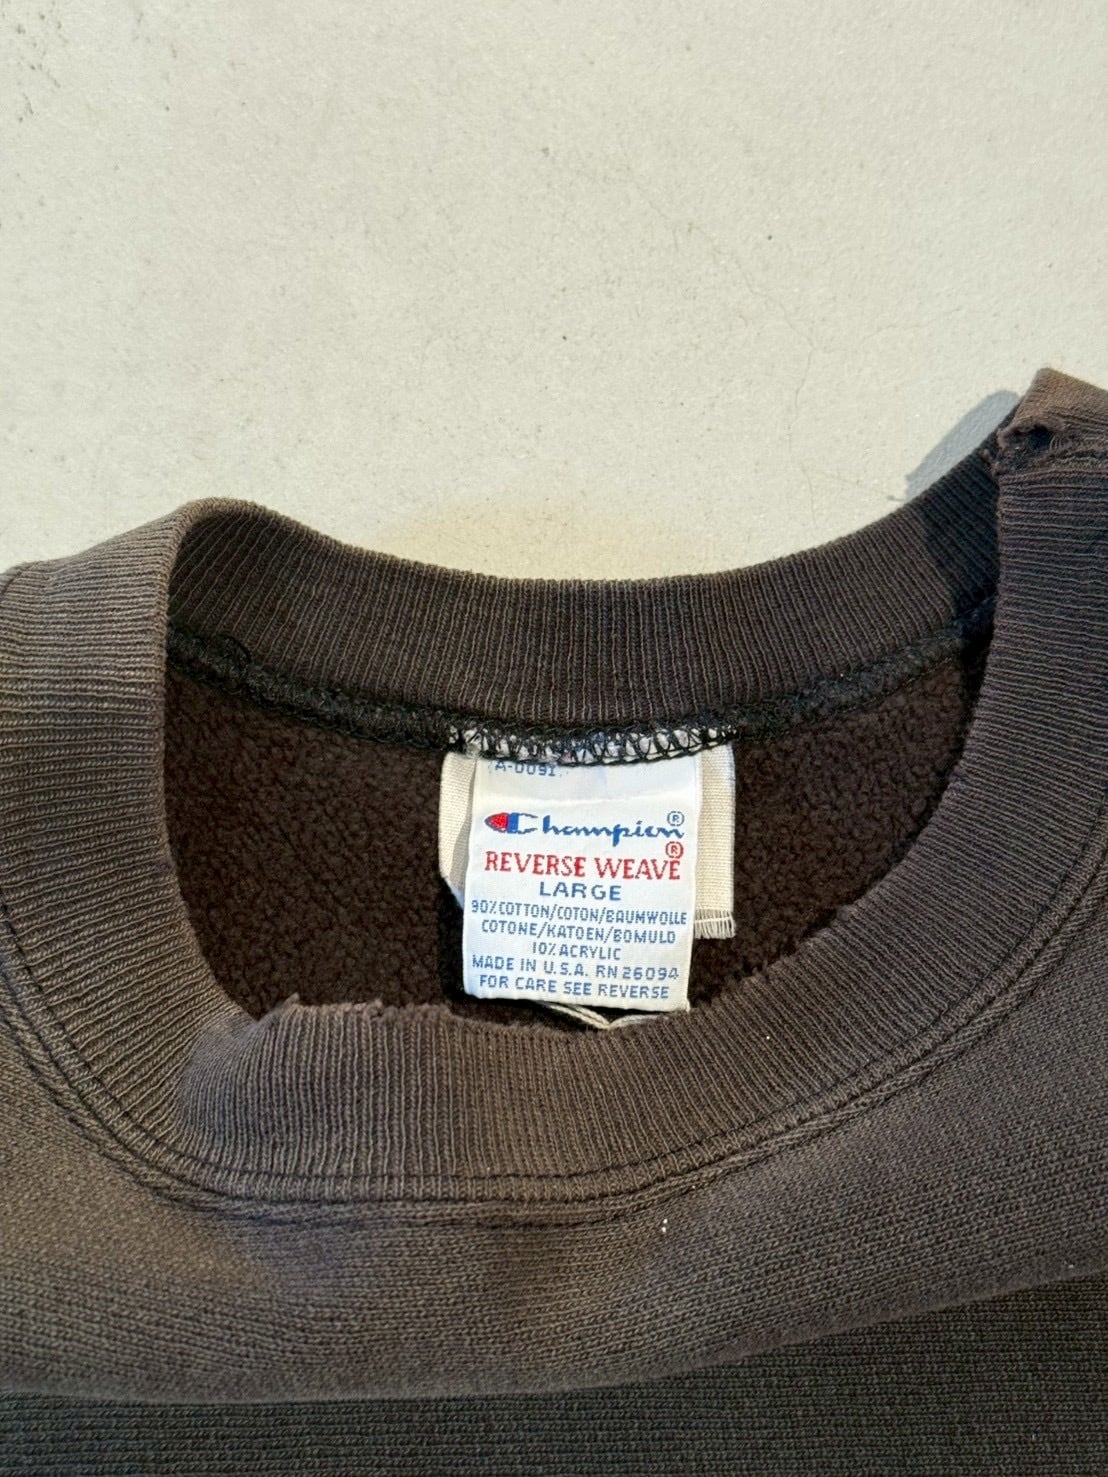 A-0091
Champion®
REVERSE WEAVE®
LARGE
90%COTTON/COTON/BAUMWOLLE
COTONE/KATOEN/BOMULD
10% ACRYLIC
MADE IN U.S.A. RN 26094
FOR CARE SEE REVERSE